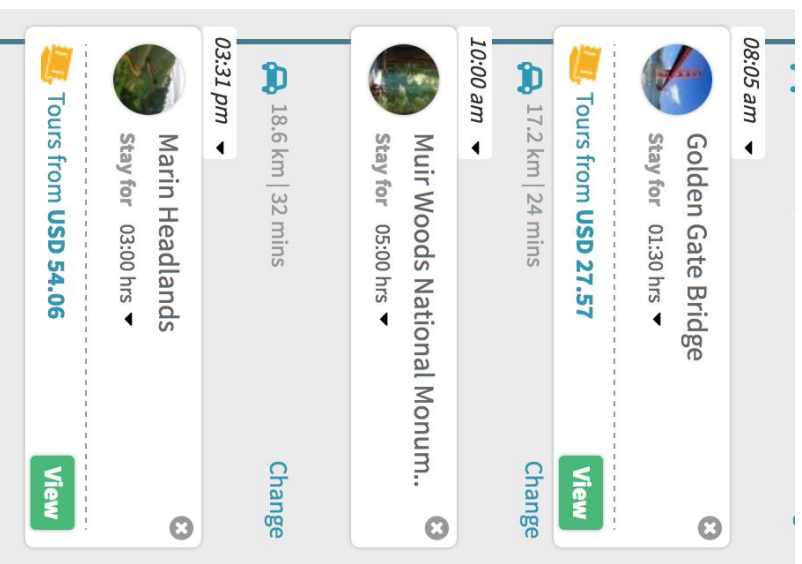 08:05 am
Golden Gate Bridge
Stay for 01:30 hrs
Tours from USD 27.57
View
17.2 km | 24 mins
Change
10:00 am
Muir Woods National Monum..
Stay for 05:00 hrs
18.6 km | 32 mins
Change
03:31 pm
Marin Headlands
Stay for 03:00 hrs
Tours from USD 54.06
View